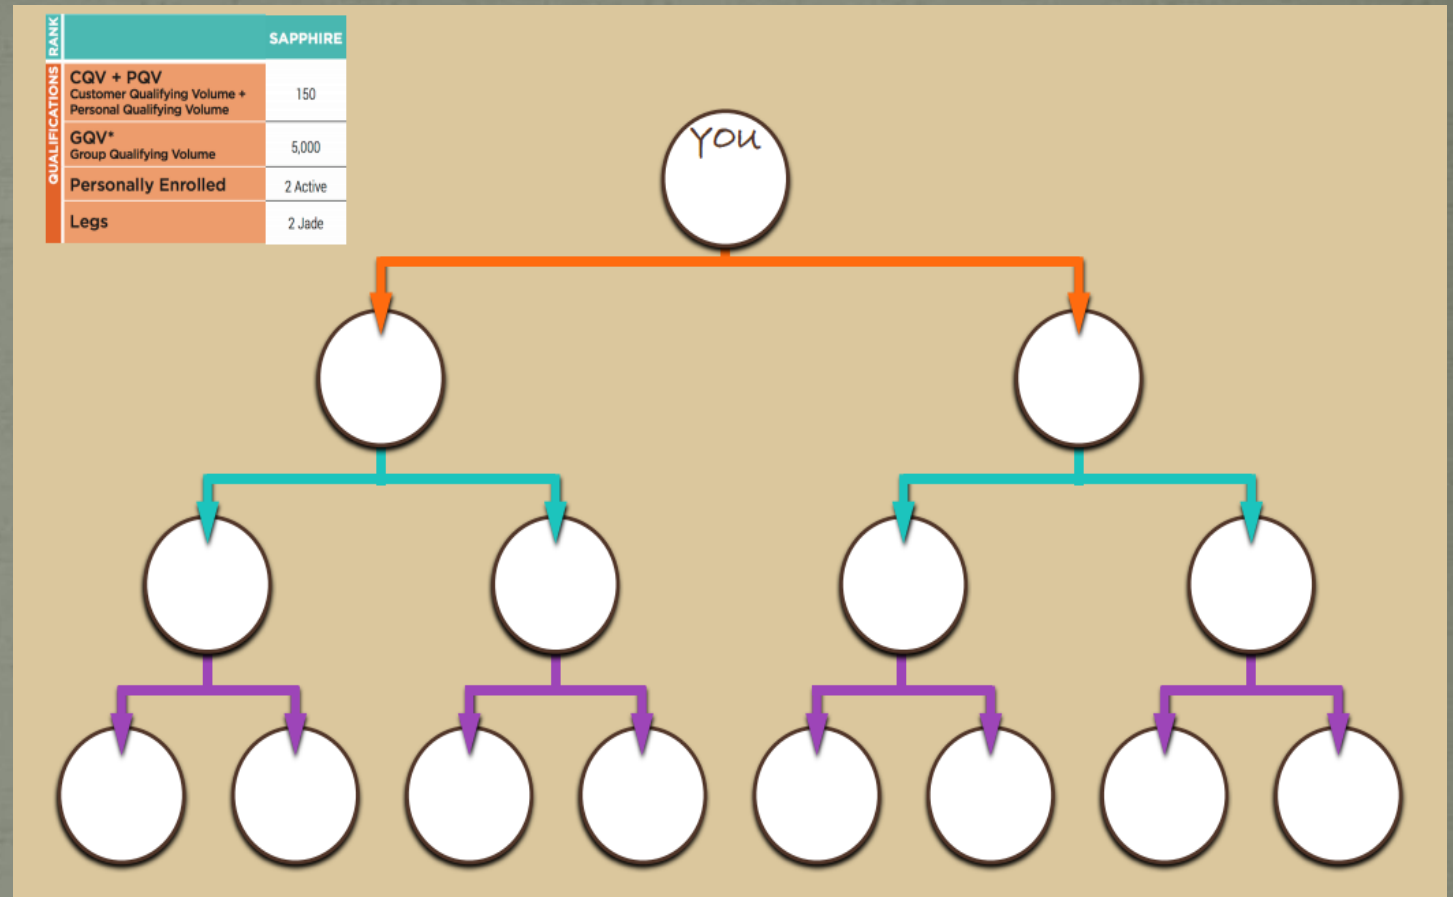 RANK
SAPPHIRE
QUALIFICATIONS
CQV + PQV
Customer Qualifying Volume +
Personal Qualifying Volume
150
GQV*
Group Qualifying Volume
5,000
Personally Enrolled
2 Active
Legs
2 Jade
YOU